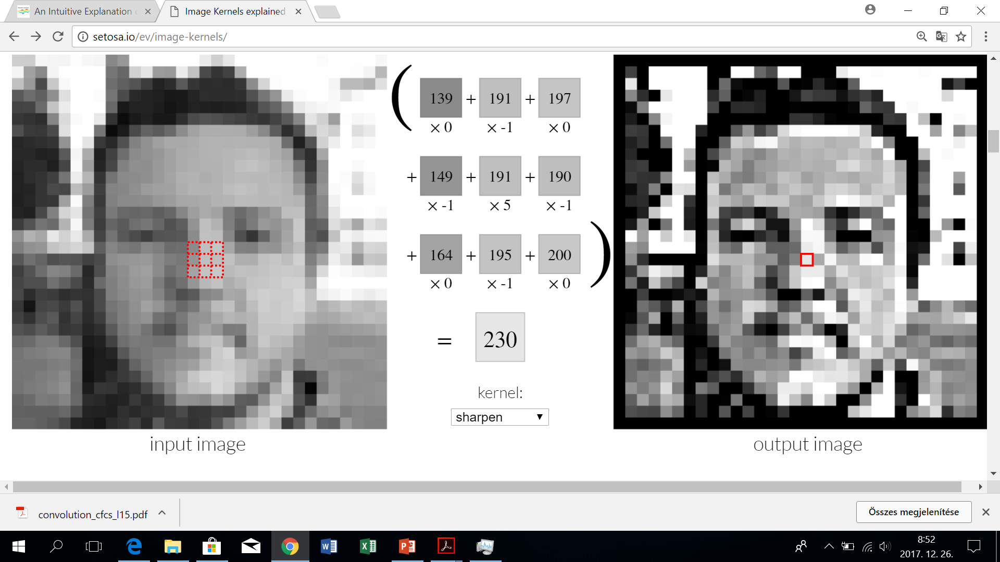 An Intuitive Explanation
Image Kernels explained
setosa.io/ev/image-kernels/
( 139 + 191 + 197
× 0 × -1 × 0
+ 149 + 191 + 190
× -1 × 5 × -1
+ 164 + 195 + 200 )
× 0 × -1 × 0
= 230
kernel:
sharpen
input image
output image
convolution_cfcs_l15.pdf
Összes megjelenítése
8:52
2017. 12. 26.